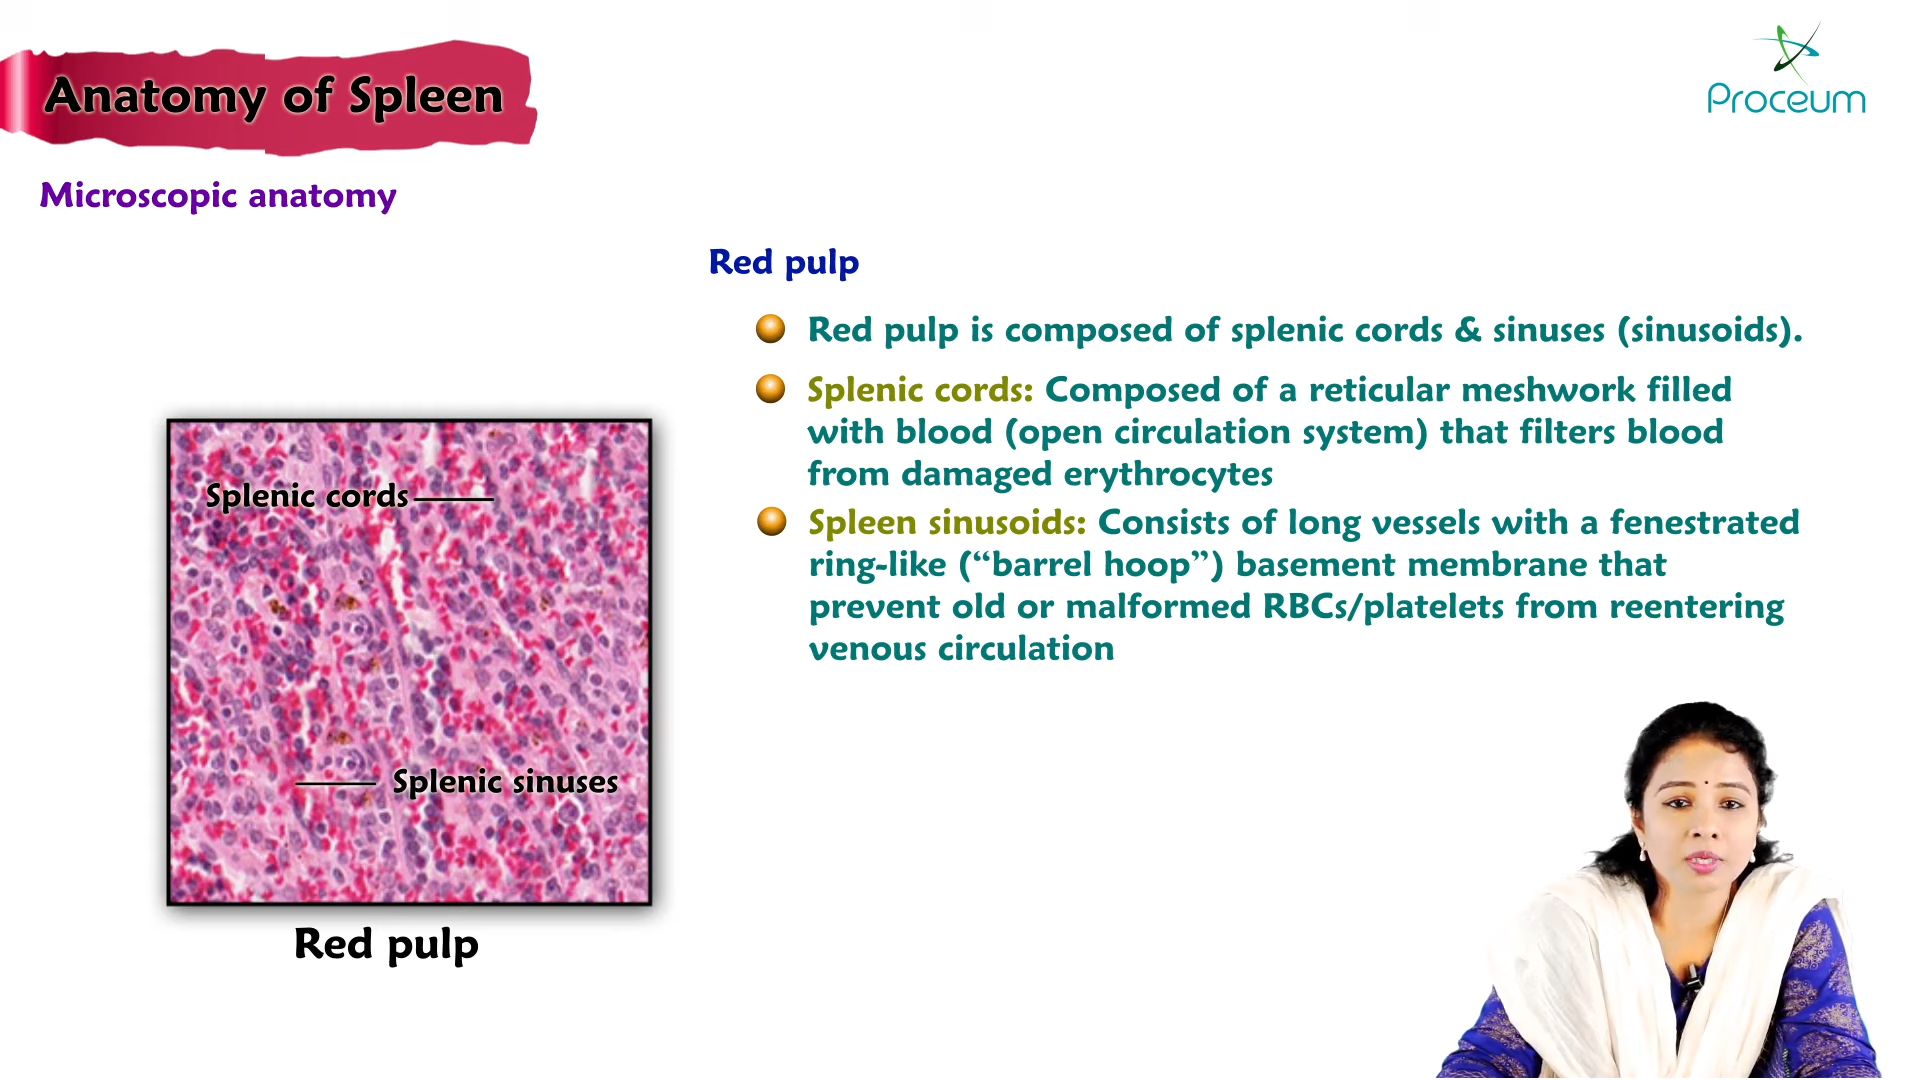 Anatomy of Spleen
Proceum
Microscopic anatomy
Red pulp
Red pulp is composed of splenic cords & sinuses (sinusoids).
Splenic cords: Composed of a reticular meshwork filled
with blood (open circulation system) that filters blood
from damaged erythrocytes
Spleen sinusoids: Consists of long vessels with a fenestrated
ring-like (“barrel hoop”) basement membrane that
prevent old or malformed RBCs/platelets from reentering
venous circulation
Splenic cords
Splenic sinuses
Red pulp